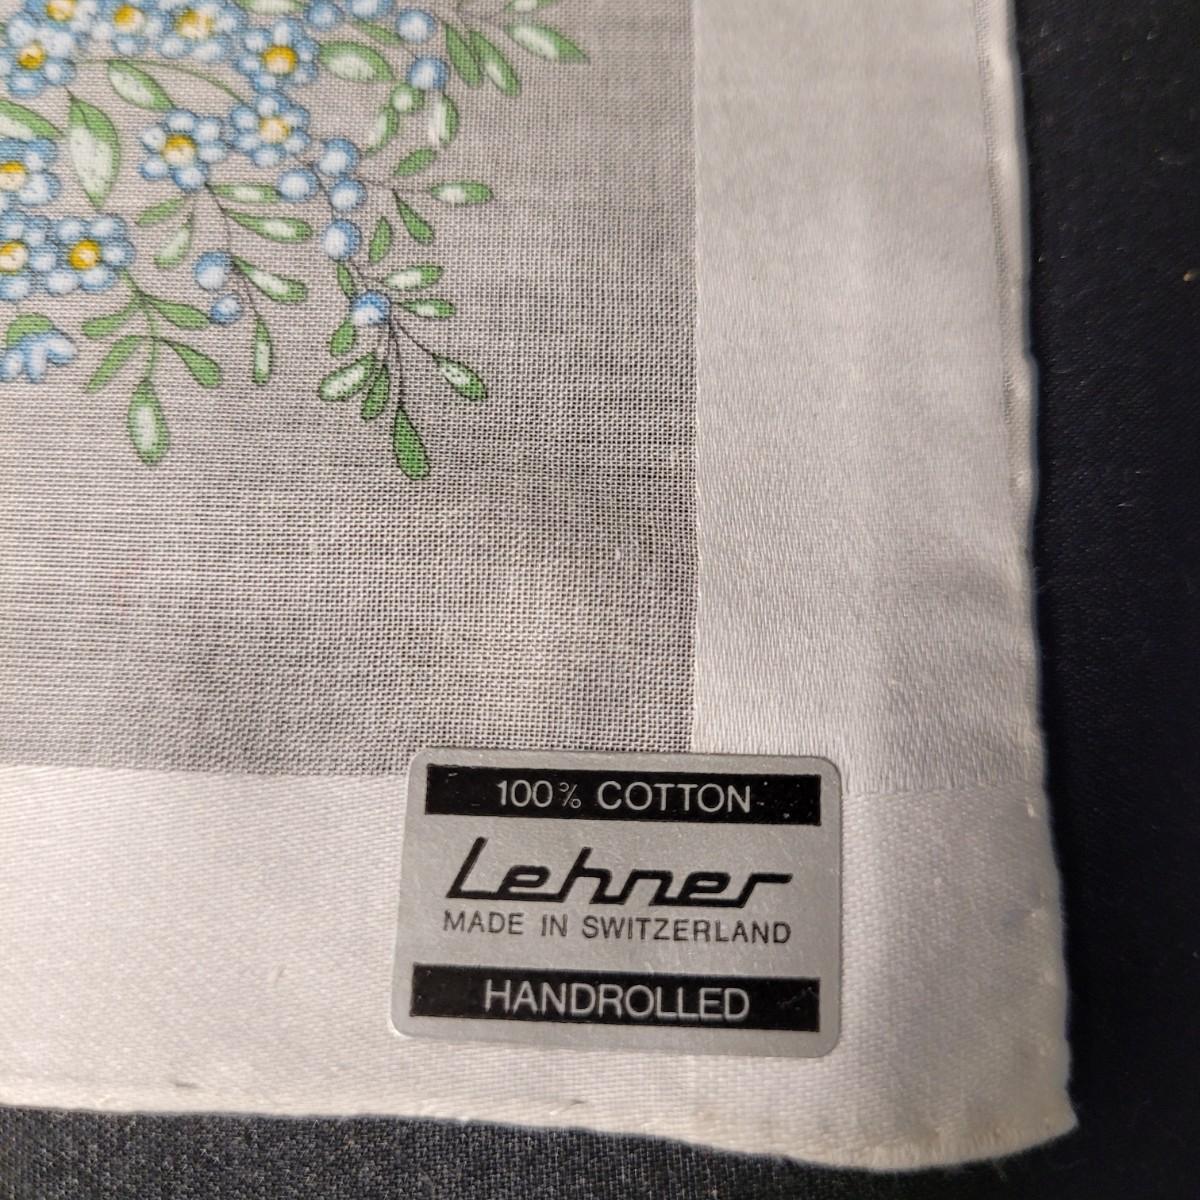 100% COTTON
Lehner
MADE IN SWITZERLAND
HANDROLLED